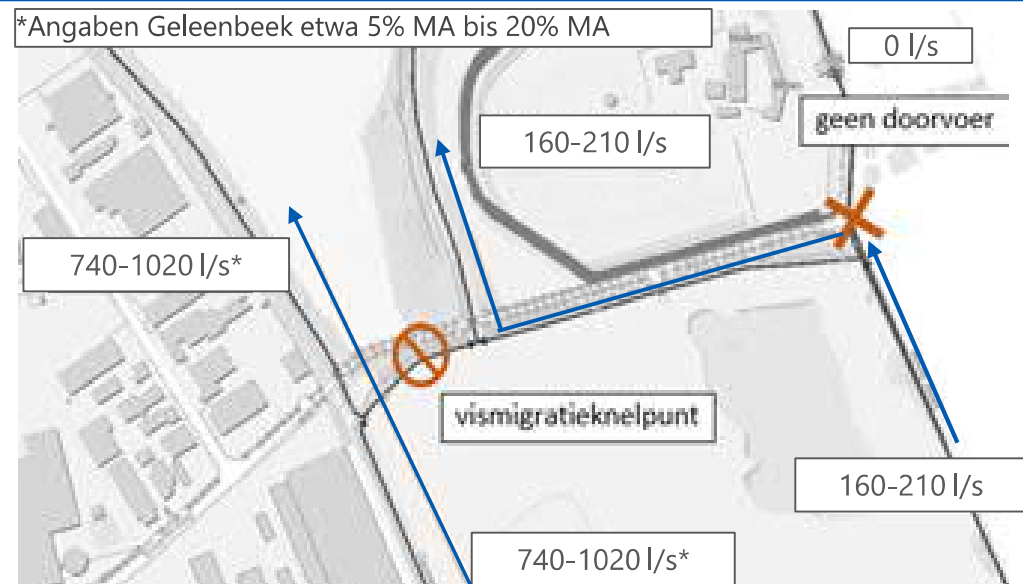 *Angaben Geleenbeek etwa 5% MA bis 20% MA
0 l/s
geen doorvoer
160-210 l/s
740-1020 l/s*
vismigratieknelpunt
160-210 l/s
740-1020 l/s*